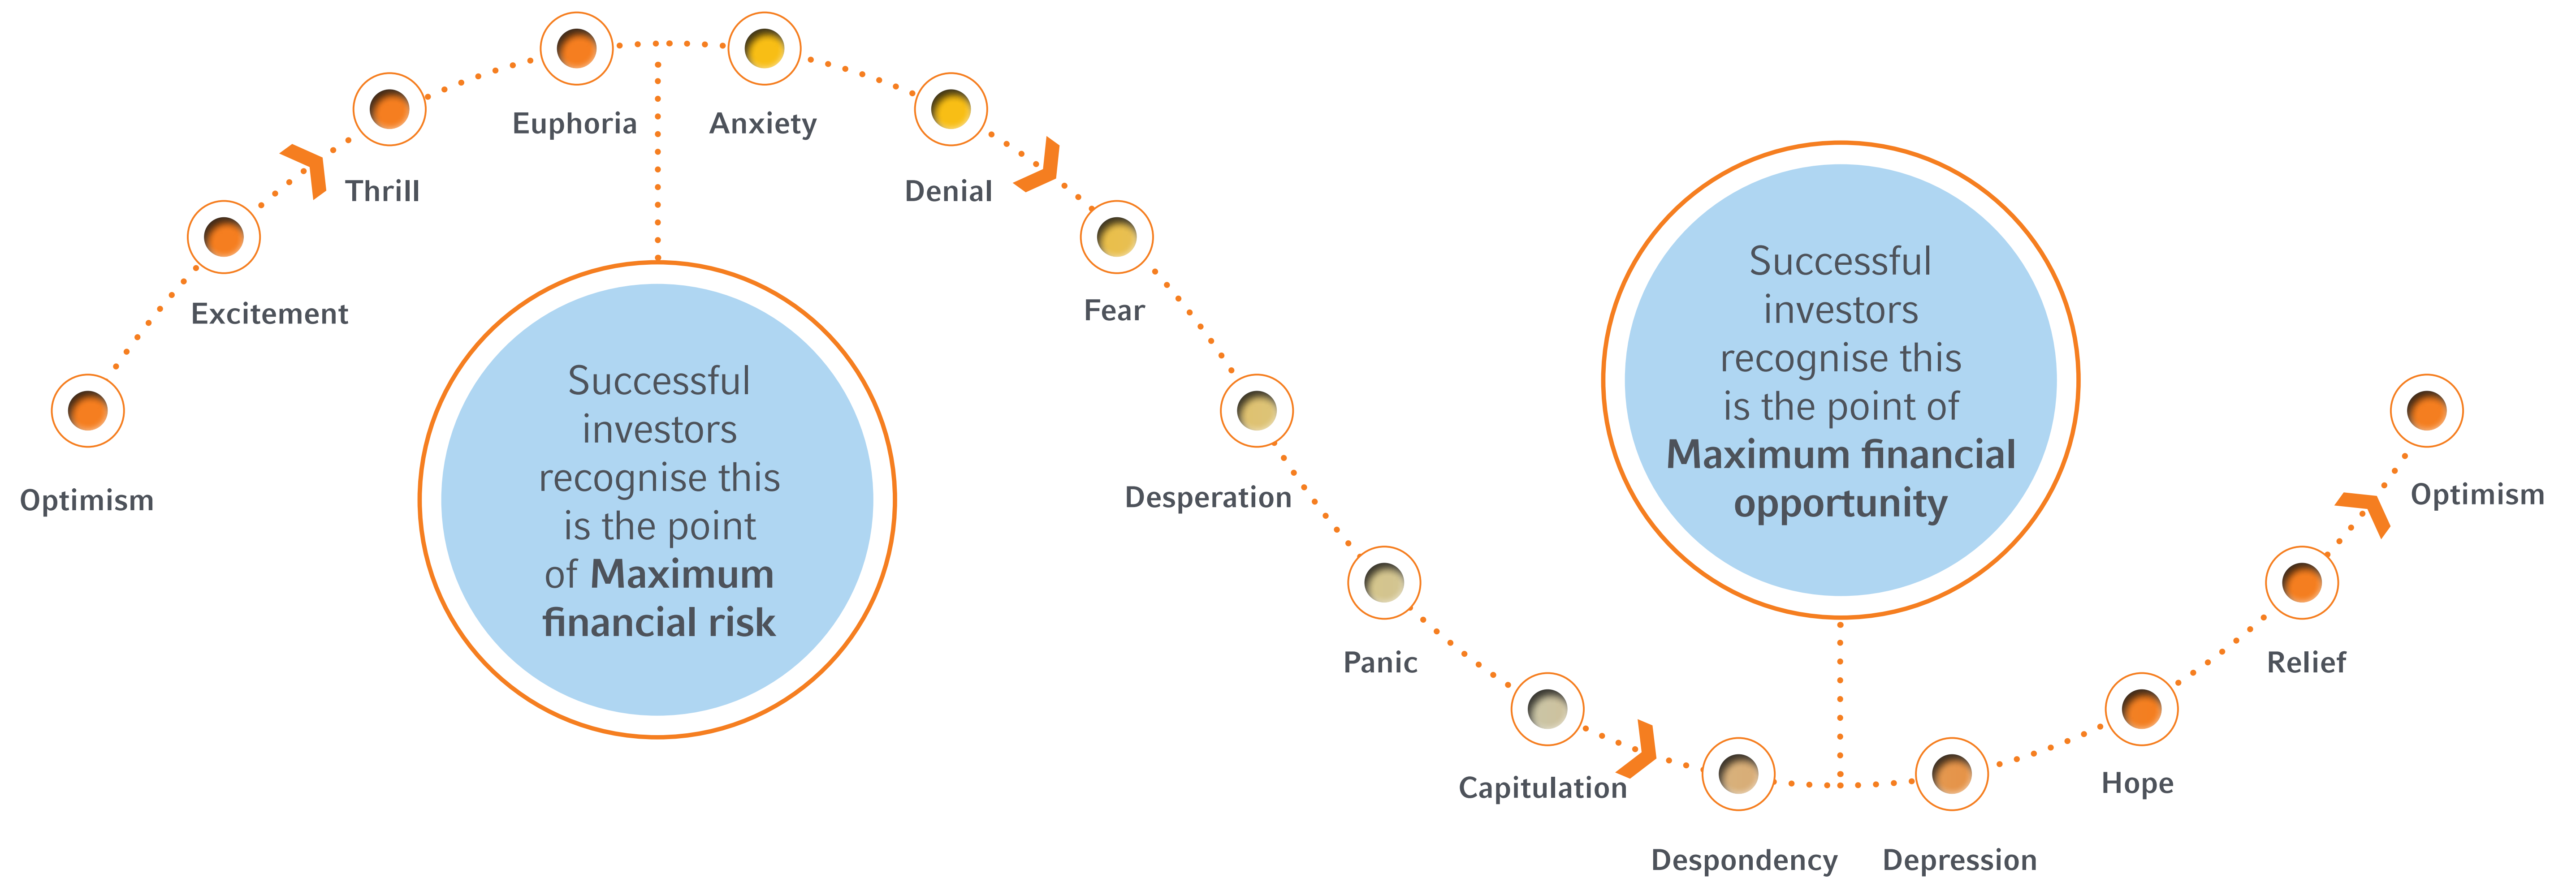 Euphoria
Anxiety
Thrill
Denial
Excitement
Fear
Optimism
Successful
investors
recognise this
is the point
of Maximum
financial risk
Desperation
Panic
Capitulation
Successful
investors
recognise this
is the point of
Maximum financial
opportunity
Despondency
Depression
Hope
Relief
Optimism